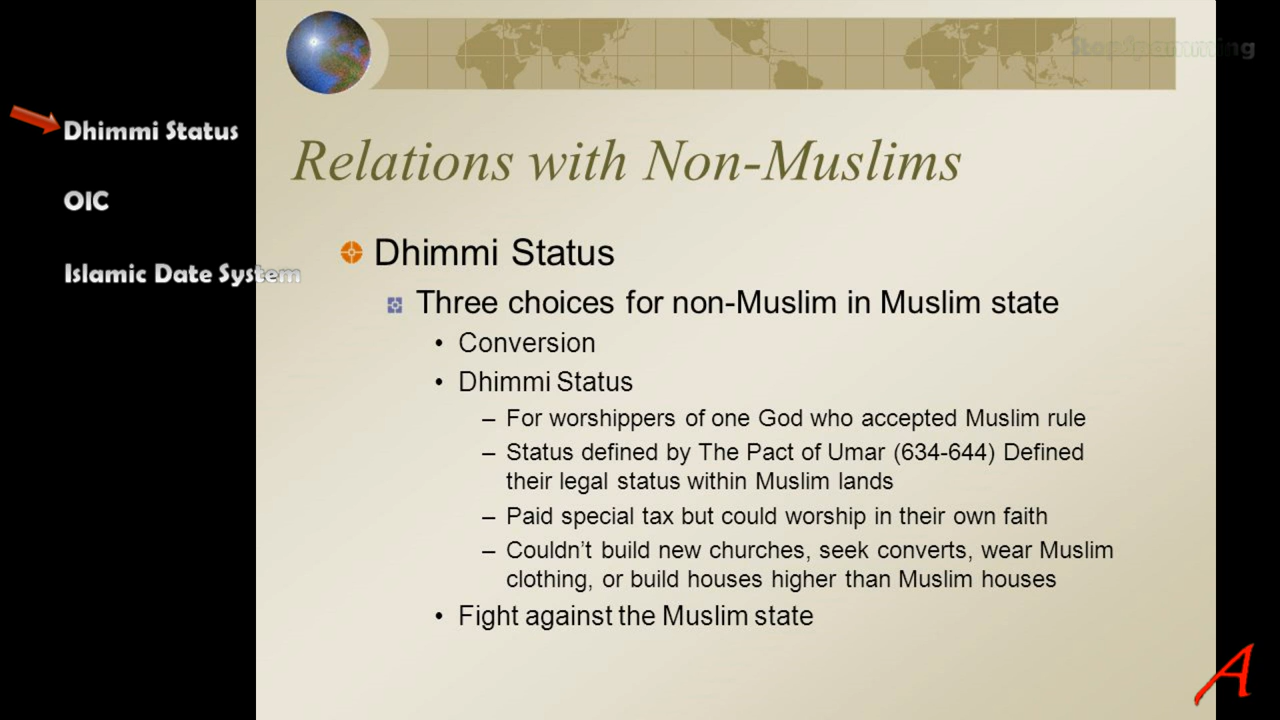 Dhimmi Status
OIC
Islamic Date System
Relations with Non-Muslims
Dhimmi Status
Three choices for non-Muslim in Muslim state
• Conversion
• Dhimmi Status
– For worshippers of one God who accepted Muslim rule
– Status defined by The Pact of Umar (634-644) Defined
their legal status within Muslim lands
– Paid special tax but could worship in their own faith
– Couldn't build new churches, seek converts, wear Muslim
clothing, or build houses higher than Muslim houses
• Fight against the Muslim state
A